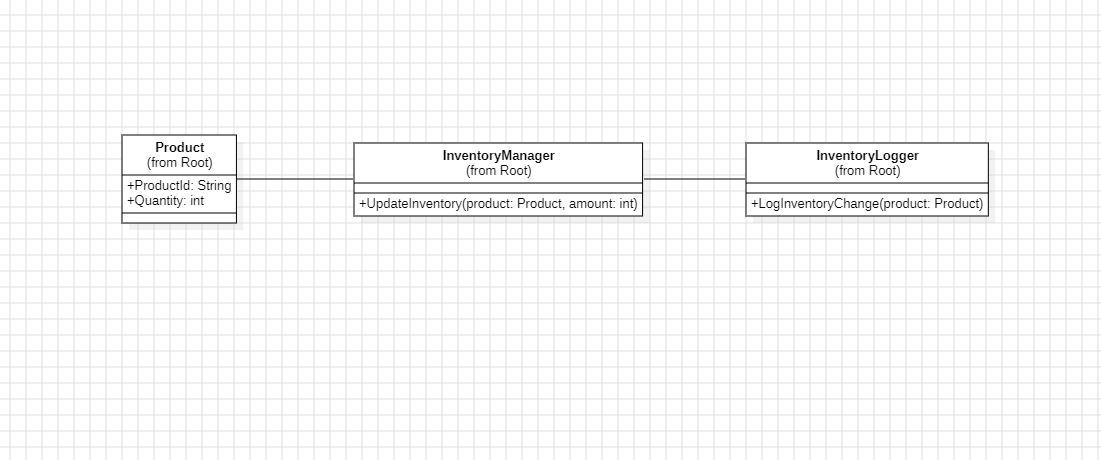 Product
(from Root)
+ProductId: String
+Quantity: int
InventoryManager
(from Root)
+UpdateInventory(product: Product, amount: int)
InventoryLogger
(from Root)
+LogInventoryChange(product: Product)